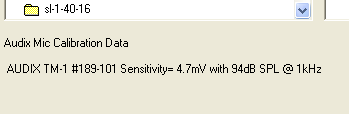 sl-1-40-16
Audix Mic Calibration Data
AUDIX TM-1 #189-101 Sensitivity= 4.7mV with 94dB SPL @ 1kHz